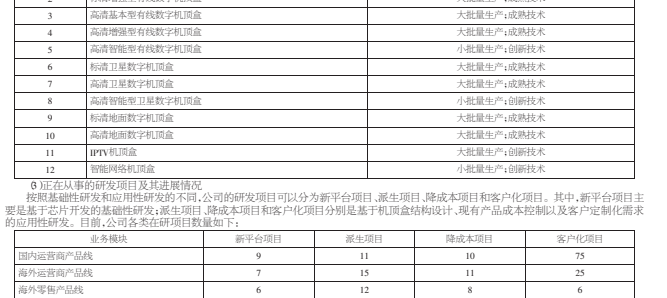 3 高清基本型有线数字机顶盒 大批量生产;成熟技术
4 高清增强型有线数字机顶盒 大批量生产;成熟技术
5 高清智能型有线数字机顶盒 小批量生产;创新技术
6 标清卫星数字机顶盒 大批量生产;成熟技术
7 高清卫星数字机顶盒 大批量生产;成熟技术
8 高清智能型卫星数字机顶盒 小批量生产;创新技术
9 标清地面数字机顶盒 大批量生产;成熟技术
10 高清地面数字机顶盒 大批量生产;成熟技术
11 IPTV机顶盒 大批量生产;创新技术
12 智能网络机顶盒 小批量生产;创新技术
(3)正在从事的研发项目及其进展情况
按照基础性研发和应用性研发的不同,公司的研发项目可以分为新平台项目、派生项目、降成本项目和客户化项目。其中,新平台项目主
要是基于芯片开发的基础性研发;派生项目、降成本项目和客户化项目分别是基于机顶盒结构设计、现有产品成本控制以及客户定制化需求
的应用性研发。目前,公司各类在研项目数量如下:
业务模块 新平台项目 派生项目 降成本项目 客户化项目
国内运营商产品线 9 11 10 75
海外运营商产品线 7 15 11 25
海外零售产品线 6 12 8 6